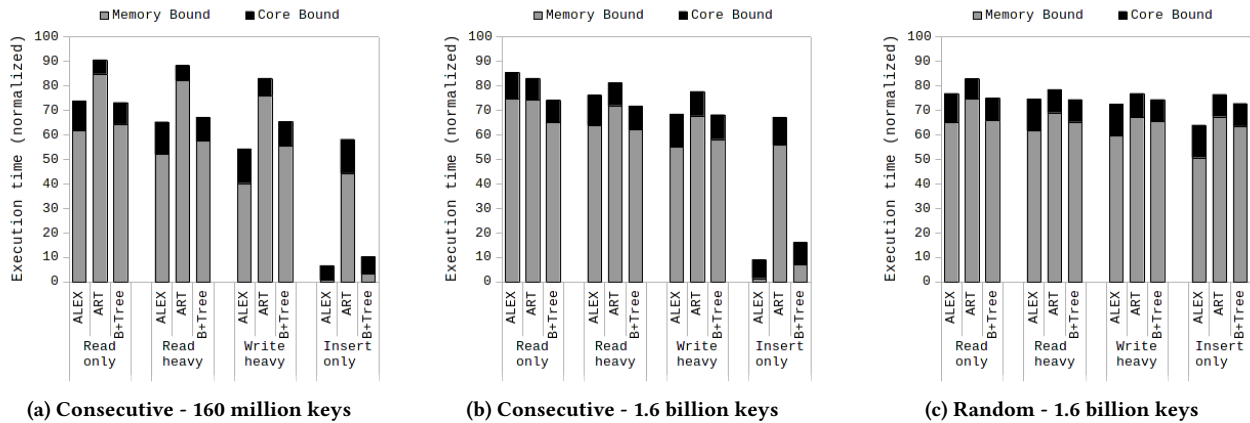 Memory Bound Core Bound
Execution time (normalized)
100
90
80
70
60
50
40
30
20
10
0
ALEX ART B+Tree ALEX ART B+Tree ALEX ART B+Tree ALEX ART B+Tree
Read only Read heavy Write heavy Insert only
(a) Consecutive - 160 million keys
Memory Bound Core Bound
Execution time (normalized)
100
90
80
70
60
50
40
30
20
10
0
ALEX ART B+Tree ALEX ART B+Tree ALEX ART B+Tree ALEX ART B+Tree
Read only Read heavy Write heavy Insert only
(b) Consecutive - 1.6 billion keys
Memory Bound Core Bound
Execution time (normalized)
100
90
80
70
60
50
40
30
20
10
0
ALEX ART B+Tree ALEX ART B+Tree ALEX ART B+Tree ALEX ART B+Tree
Read only Read heavy Write heavy Insert only
(c) Random - 1.6 billion keys